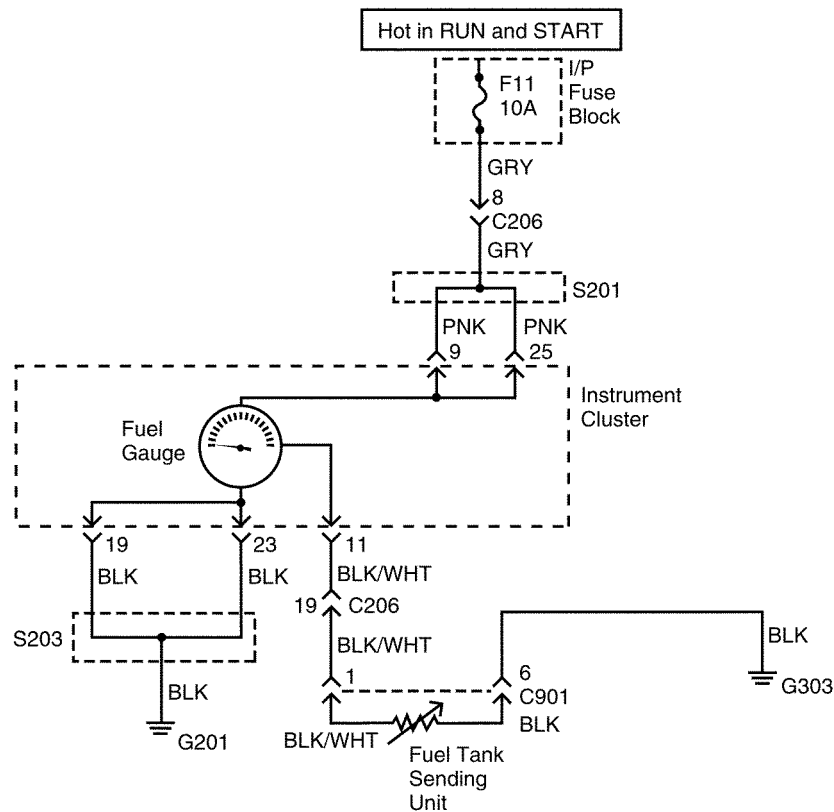 Hot in RUN and START
I/P
Fuse
Block
F11
10A
GRY
8
C206
GRY
S201
PNK
PNK
9
25
Instrument
Cluster
Fuel
Gauge
19
23
11
BLK
BLK
BLK/WHT
19
C206
S203
BLK/WHT
BLK
BLK
1
6
G303
C901
G201
BLK/WHT
BLK
Fuel Tank
Sending
Unit